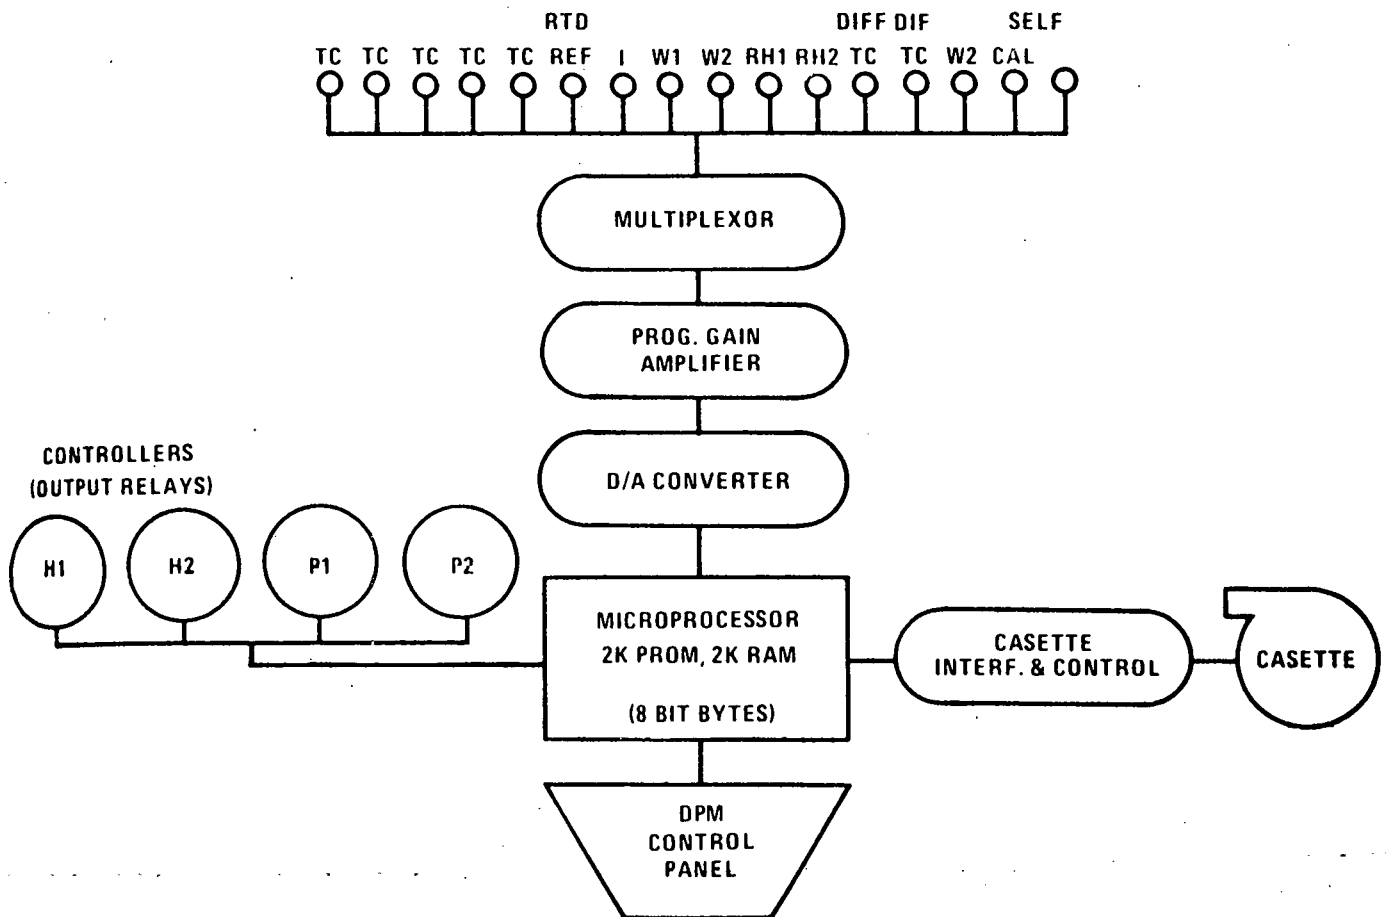 RTD DIFF DIF SELF
TC TC TC TC TC REF I W1 W2 RH1 RH2 TC TC W2 CAL
MULTIPLEXOR
PROG. GAIN
AMPLIFIER
D/A CONVERTER
CONTROLLERS
(OUTPUT RELAYS)
H1 H2 P1 P2
MICROPROCESSOR
2K PROM, 2K RAM
(8 BIT BYTES)
CASETTE
INTERF. & CONTROL
CASETTE
DPM
CONTROL
PANEL